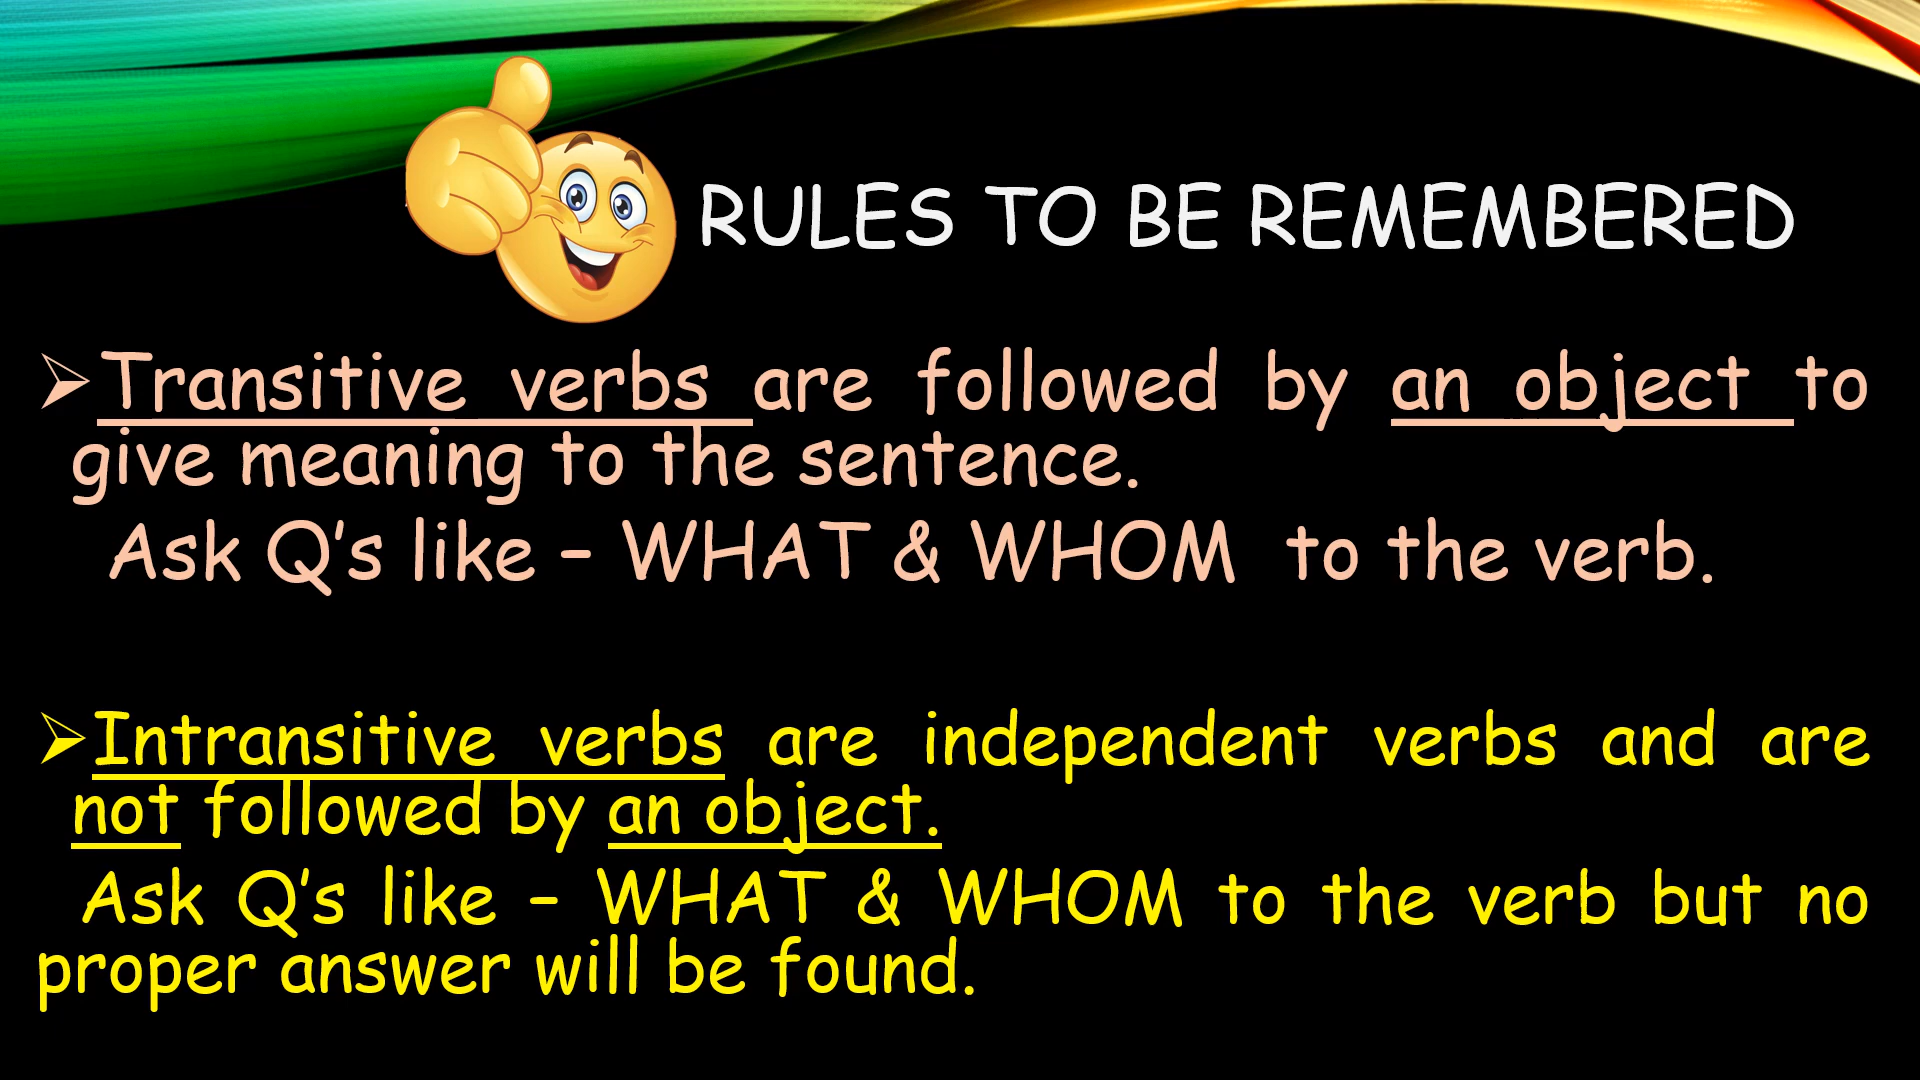 RULES TO BE REMEMBERED
➢Transitive verbs are followed by an object to
give meaning to the sentence.
Ask Q’s like – WHAT & WHOM to the verb.
➢Intransitive verbs are independent verbs and are
not followed by an object.
Ask Q’s like – WHAT & WHOM to the verb but no
proper answer will be found.